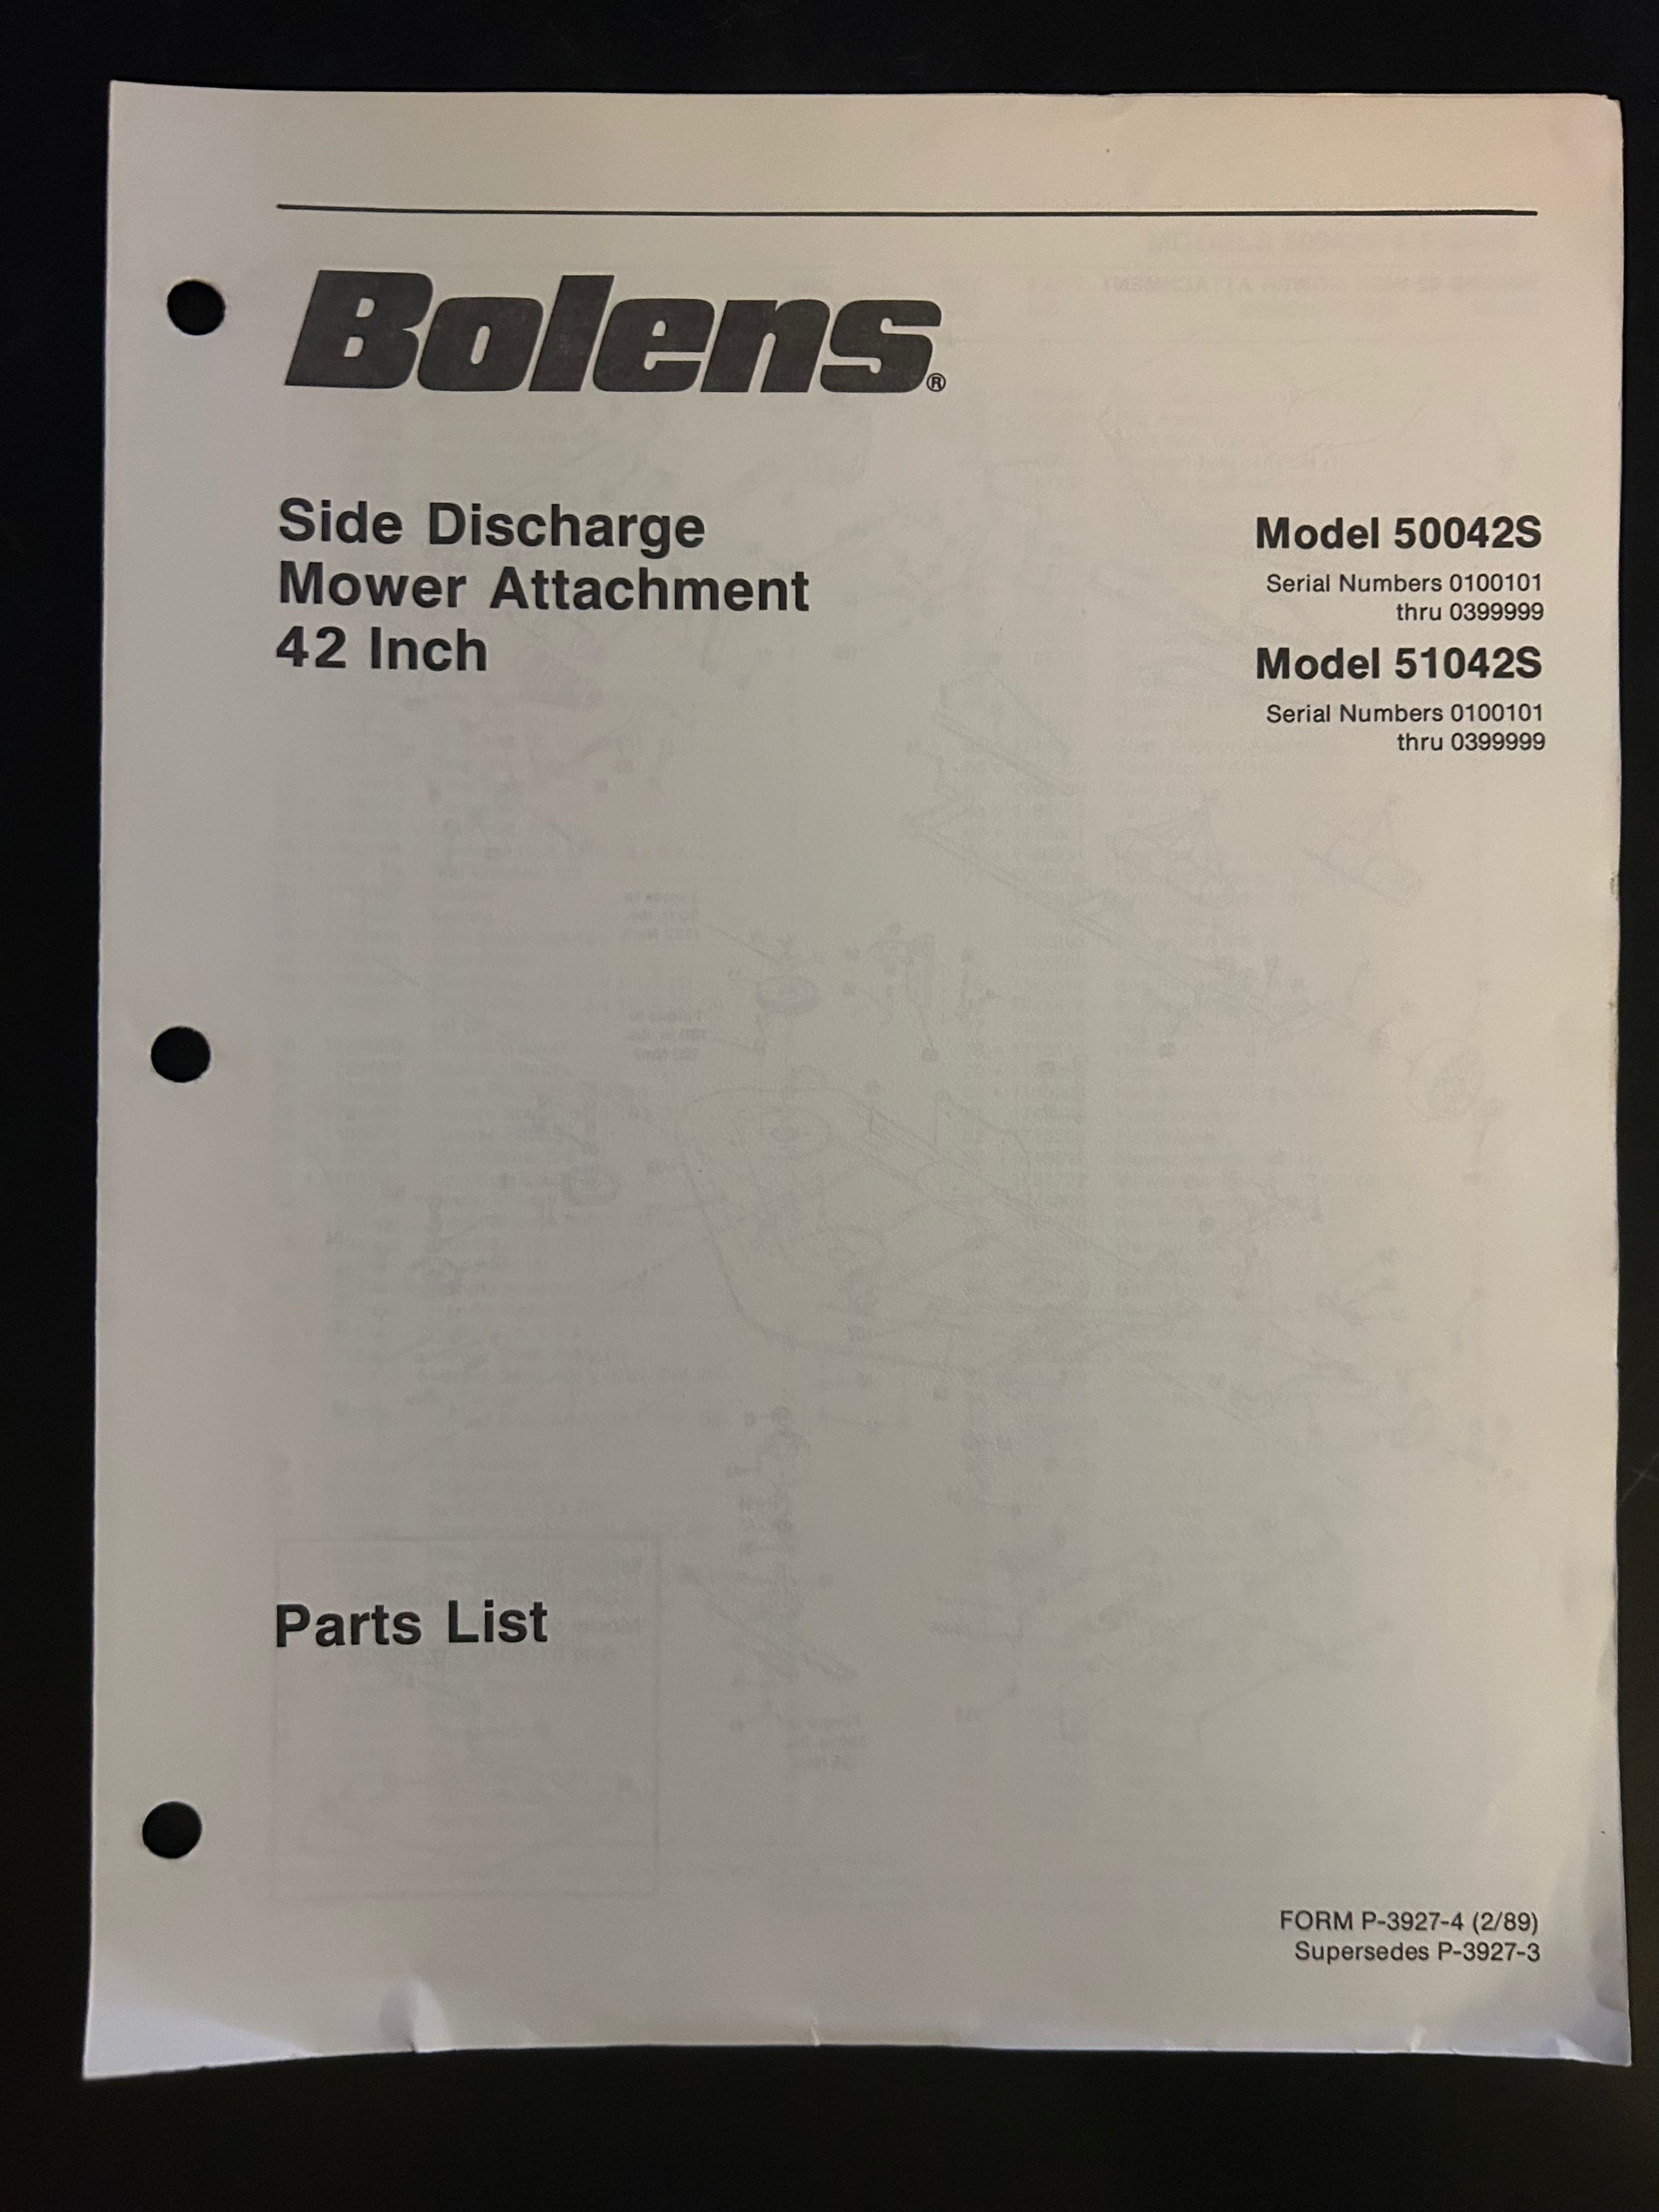 Bolens®
Side Discharge
Mower Attachment
42 Inch
Model 50042S
Serial Numbers 0100101
thru 0399999
Model 51042S
Serial Numbers 0100101
thru 0399999
Parts List
FORM P-3927-4 (2/89)
Supersedes P-3927-3